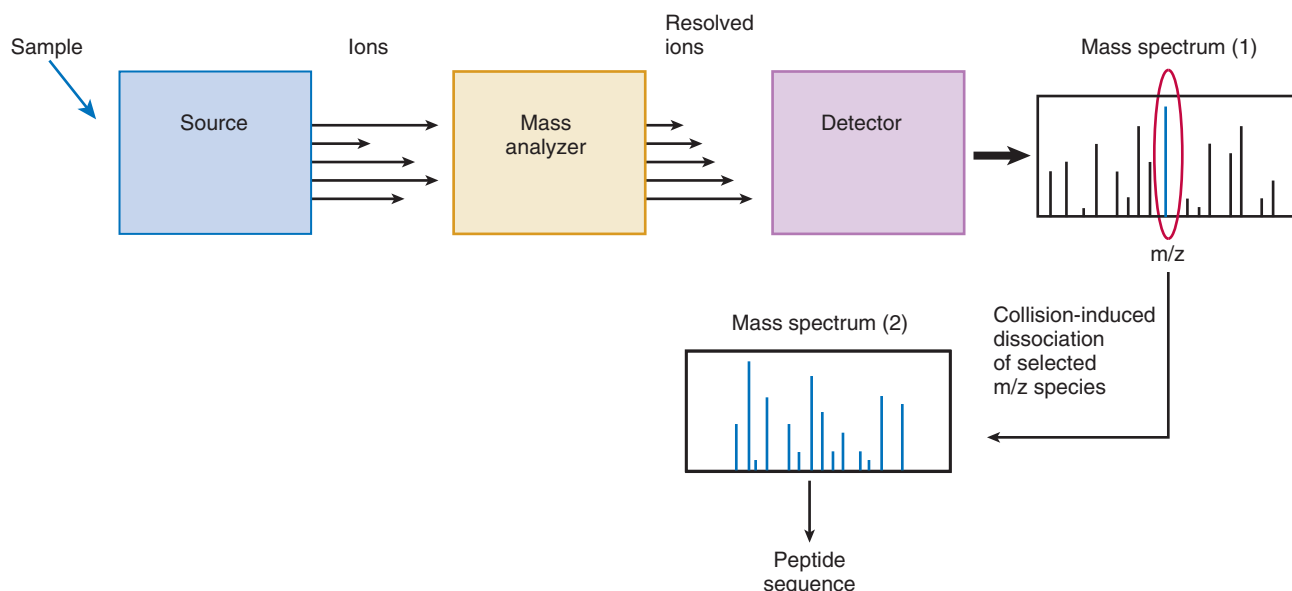 Sample
Ions
Resolved
ions
Mass spectrum (1)
Source
Mass
analyzer
Detector
m/z
Collision-induced
dissociation
of selected
m/z species
Mass spectrum (2)
Peptide
sequence